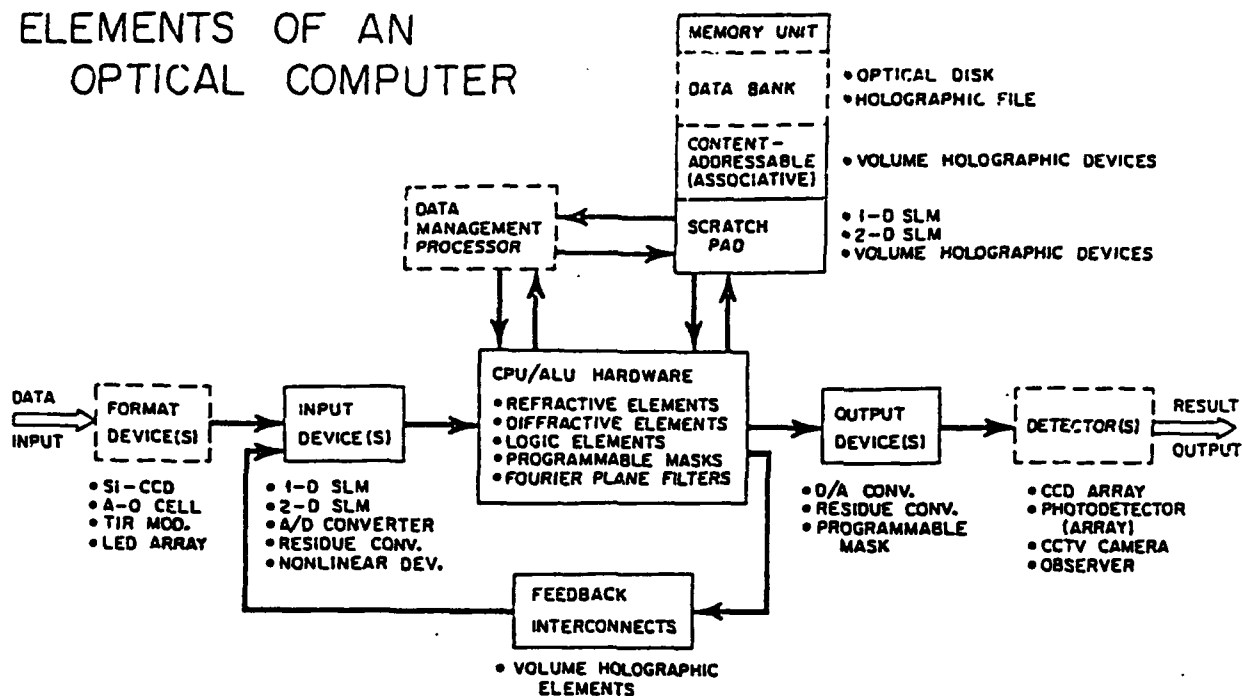 ELEMENTS OF AN
OPTICAL COMPUTER
MEMORY UNIT
DATA BANK
• OPTICAL DISK
• HOLOGRAPHIC FILE
CONTENT-
ADDRESSABLE
(ASSOCIATIVE)
• VOLUME HOLOGRAPHIC DEVICES
SCRATCH
PAD
• 1-D SLM
• 2-D SLM
• VOLUME HOLOGRAPHIC DEVICES
DATA
MANAGEMENT
PROCESSOR
DATA
INPUT
FORMAT
DEVICE(S)
• Si-CCD
• A-O CELL
• TIR MOD.
• LED ARRAY
INPUT
DEVICE(S)
• 1-D SLM
• 2-D SLM
• A/D CONVERTER
• RESIDUE CONV.
• NONLINEAR DEV.
CPU/ALU HARDWARE
• REFRACTIVE ELEMENTS
• DIFFRACTIVE ELEMENTS
• LOGIC ELEMENTS
• PROGRAMMABLE MASKS
• FOURIER PLANE FILTERS
OUTPUT
DEVICE(S)
• D/A CONV.
• RESIDUE CONV.
• PROGRAMMABLE
MASK
DETECTOR(S)
• CCD ARRAY
• PHOTODETECTOR
(ARRAY)
• CCTV CAMERA
• OBSERVER
RESULT
OUTPUT
FEEDBACK
INTERCONNECTS
• VOLUME HOLOGRAPHIC
ELEMENTS